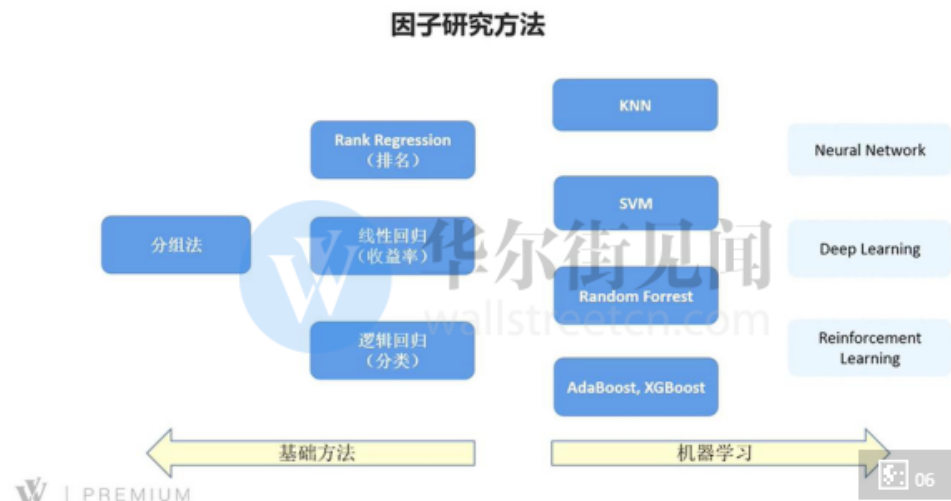 因子研究方法
KNN
Rank Regression
（排名）
Neural Network
SVM
分组法
线性回归
（收益率）
华尔街见闻
wallstreetcn.com
Deep Learning
Random Forrest
逻辑回归
（分类）
Reinforcement
Learning
AdaBoost, XGBoost
基础方法
机器学习
W | PREMIUM
06